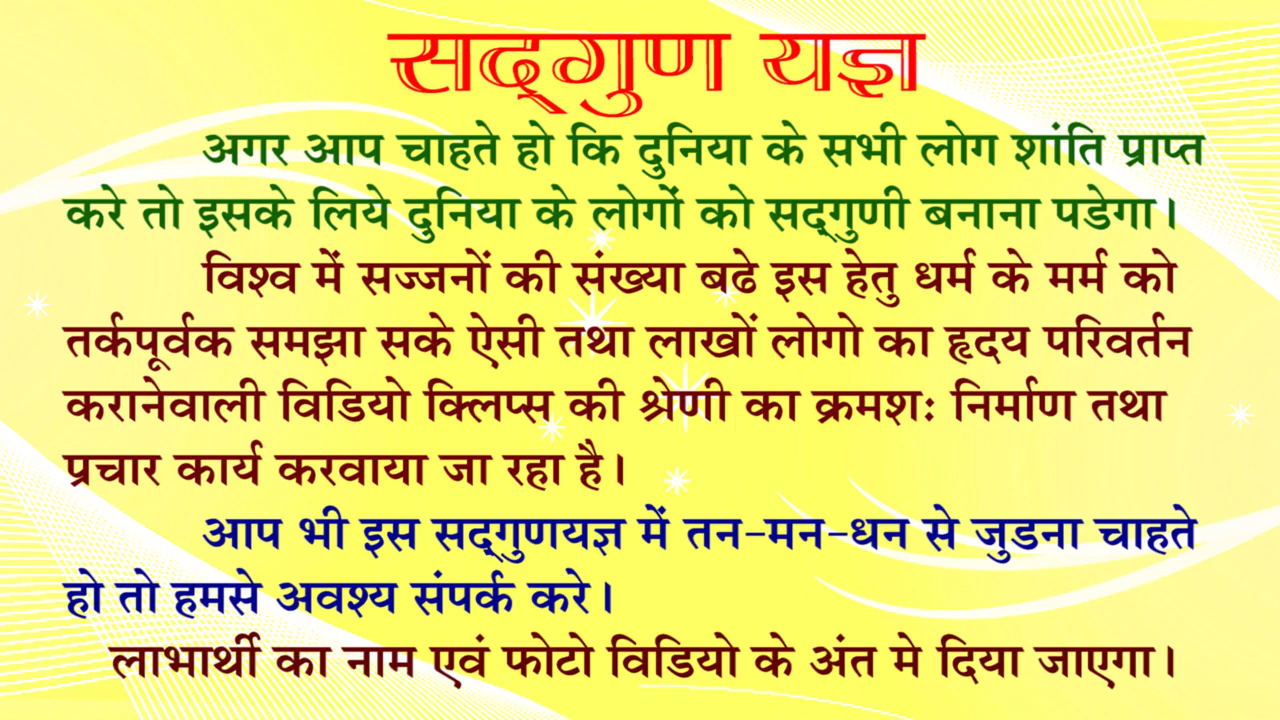 सद्‌गुण यज्ञ
अगर आप चाहते हो कि दुनिया के सभी लोग शांति प्राप्त
करे तो इसके लिये दुनिया के लोगों को सद्‌गुणी बनाना पडेगा।
विश्व में सज्जनों की संख्या बढे इस हेतु धर्म के मर्म को
तर्कपूर्वक समझा सके ऐसी तथा लाखों लोगो का हृदय परिवर्तन
करानेवाली विडियो क्लिप्स की श्रेणी का क्रमशः निर्माण तथा
प्रचार कार्य करवाया जा रहा है।
आप भी इस सद्‌गुणयज्ञ में तन-मन-धन से जुडना चाहते
हो तो हमसे अवश्य संपर्क करे।
लाभार्थी का नाम एवं फोटो विडियो के अंत मे दिया जाएगा।